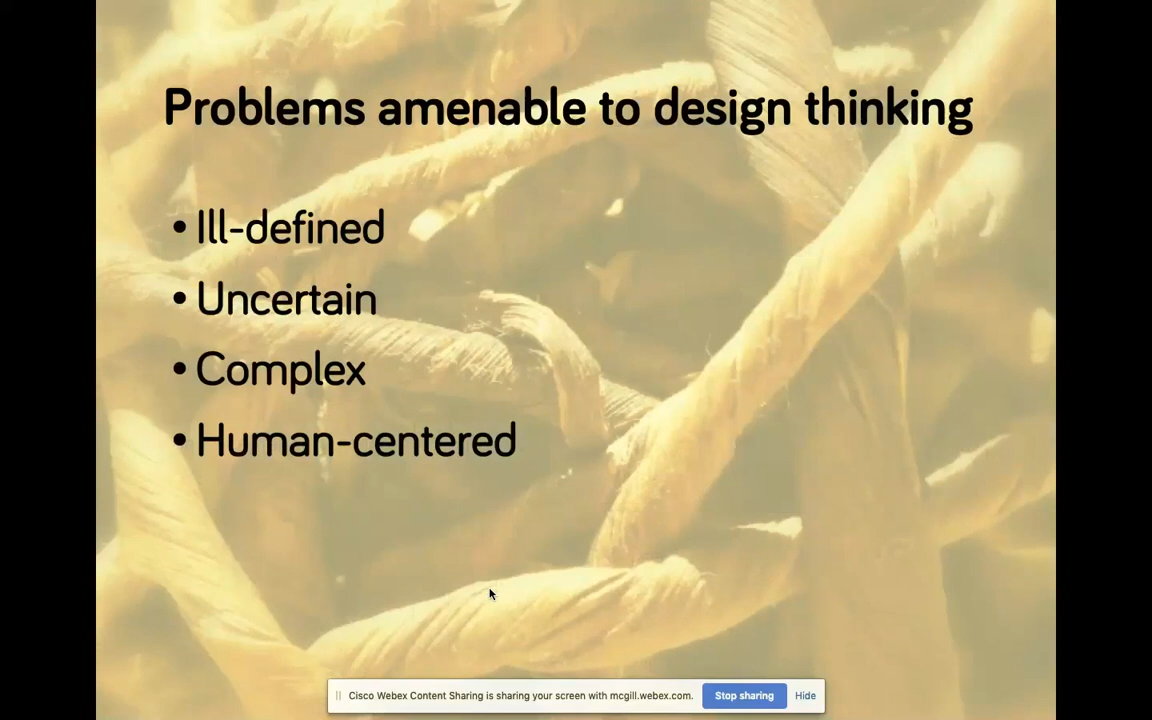 Problems amenable to design thinking
• Ill-defined
• Uncertain
• Complex
• Human-centered
Cisco Webex Content Sharing is sharing your screen with mcgill.webex.com. Stop sharing Hide